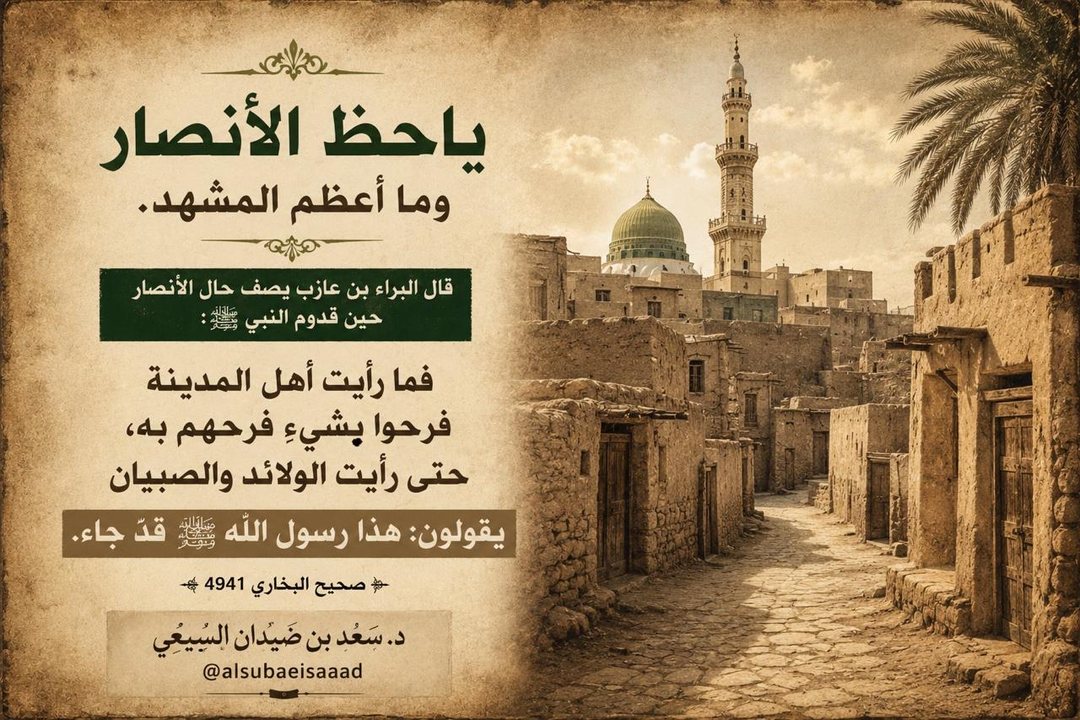 ياحظ الأنصار
وما أعظم المشهد.
قال البراء بن عازب يصف حال الأنصار
حين قدوم النبي ﷺ:
فما رأيت أهل المدينة
فرحوا بشيءِ فرحهم به،
حتى رأيت الولائد والصبيان
يقولون: هذا رسول الله ﷺ قدّ جاء.
صحيح البخاري 4941
د. سَعُد بن ضَيُدان السُبيعُي
@alsubaeisaaad